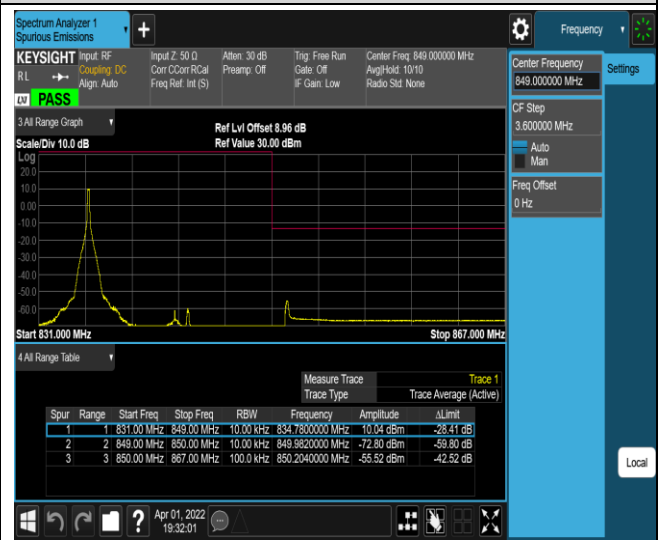 Spectrum Analyzer 1
Spurious Emissions
Frequency
KEYSIGHT Input: RF Input Z: 50 Ω Atten: 30 dB Trig: Free Run Center Freq: 849.000000 MHz
R L Coupling: DC Corr CCorr RCal Preamp: Off Gate: Off Avg|Hold: 10/10
Align: Auto Freq Ref: Int (S) IF Gain: Low Radio Std: None
LXI PASS
Center Frequency
849.000000 MHz
Settings
CF Step
3.600000 MHz
Auto
Man
Freq Offset
0 Hz
3 All Range Graph
Ref Lvl Offset 8.96 dB
Scale/Div 10.0 dB Ref Value 30.00 dBm
Log
20.0
10.0
0.00
-10.0
-20.0
-30.0
-40.0
-50.0
-60.0
Start 831.000 MHz Stop 867.000 MHz
4 All Range Table
Measure Trace Trace 1
Trace Type Trace Average (Active)
Spur Range Start Freq Stop Freq RBW Frequency Amplitude ΔLimit
1 1 831.00 MHz 849.00 MHz 10.00 kHz 834.7800000 MHz 10.04 dBm -28.41 dB
2 2 849.00 MHz 850.00 MHz 10.00 kHz 849.9820000 MHz -72.80 dBm -59.80 dB
3 3 850.00 MHz 867.00 MHz 100.0 kHz 850.2040000 MHz -55.52 dBm -42.52 dB
Local
Apr 01, 2022
19:32:01